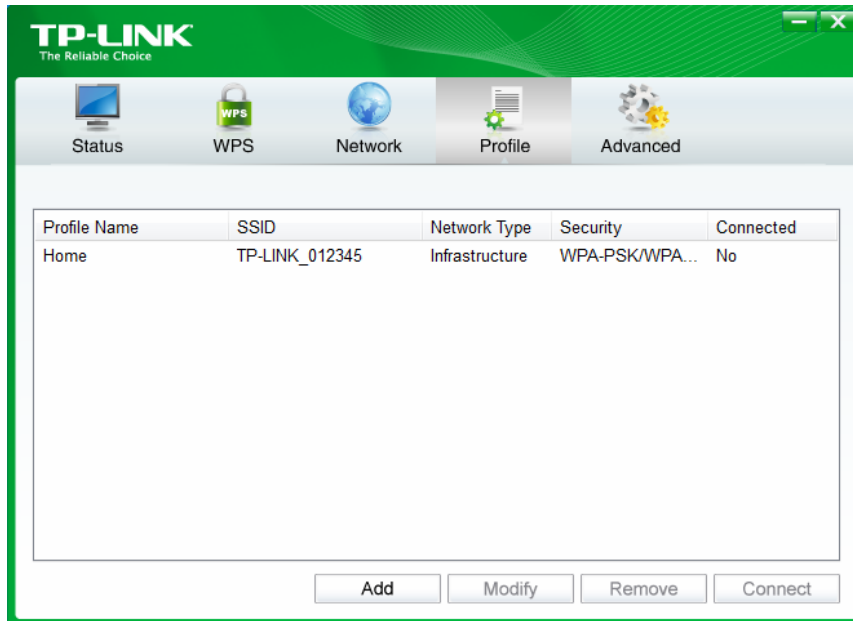 TP-LINK
The Reliable Choice
WPS
Status WPS Network Profile Advanced
Profile Name SSID Network Type Security Connected
Home TP-LINK_012345 Infrastructure WPA-PSK/WPA... No
Add Modify Remove Connect